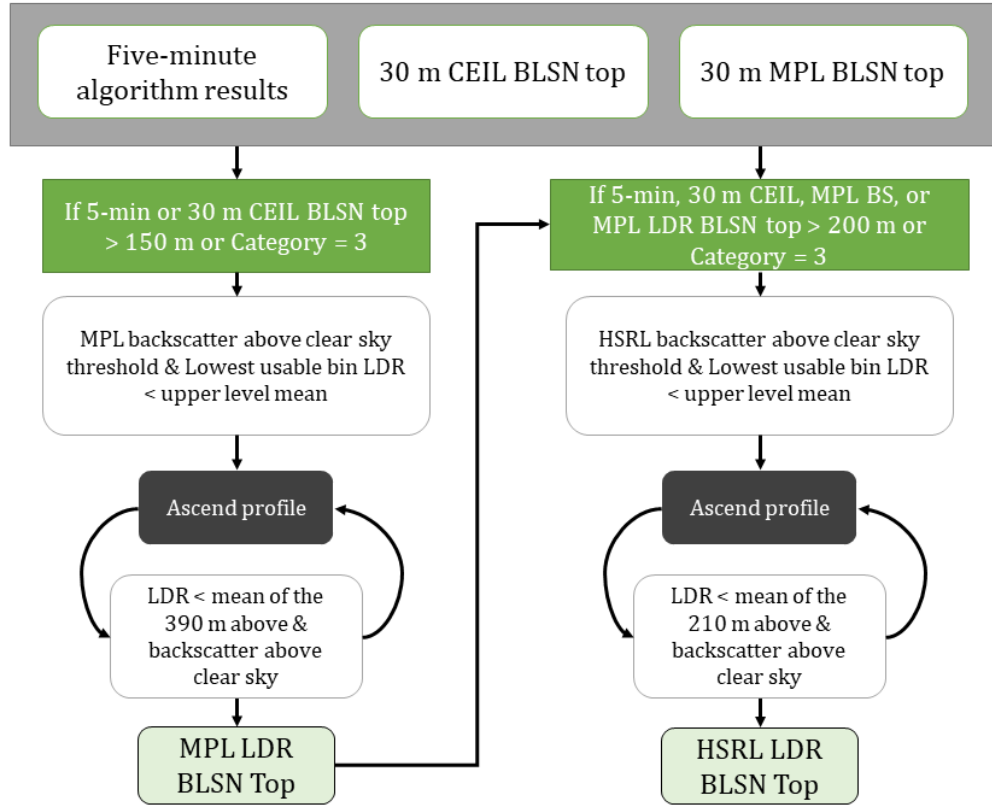 Five-minute
algorithm results
30 m CEIL BLSN top
30 m MPL BLSN top
If 5-min or 30 m CEIL BLSN top
> 150 m or Category = 3
MPL backscatter above clear sky
threshold & Lowest usable bin LDR
< upper level mean
Ascend profile
LDR < mean of the
390 m above &
backscatter above
clear sky
MPL LDR
BLSN Top
If 5-min, 30 m CEIL, MPL BS, or
MPL LDR BLSN top > 200 m or
Category = 3
HSRL backscatter above clear sky
threshold & Lowest usable bin LDR
< upper level mean
Ascend profile
LDR < mean of the
210 m above &
backscatter above
clear sky
HSRL LDR
BLSN Top